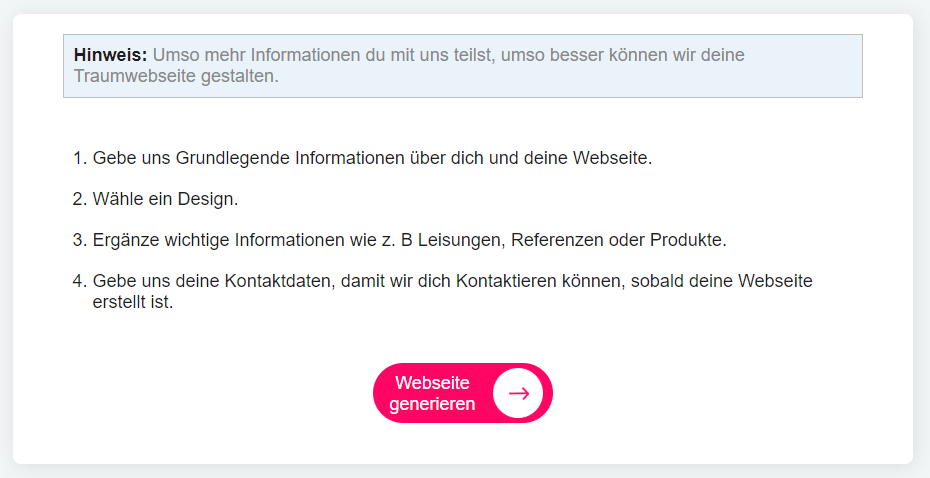 Hinweis: Umso mehr Informationen du mit uns teilst, umso besser können wir deine
Traumwebseite gestalten.
1. Gebe uns Grundlegende Informationen über dich und deine Webseite.
2. Wähle ein Design.
3. Ergänze wichtige Informationen wie z. B Leisungen, Referenzen oder Produkte.
4. Gebe uns deine Kontaktdaten, damit wir dich Kontaktieren können, sobald deine Webseite
erstellt ist.
Webseite
generieren